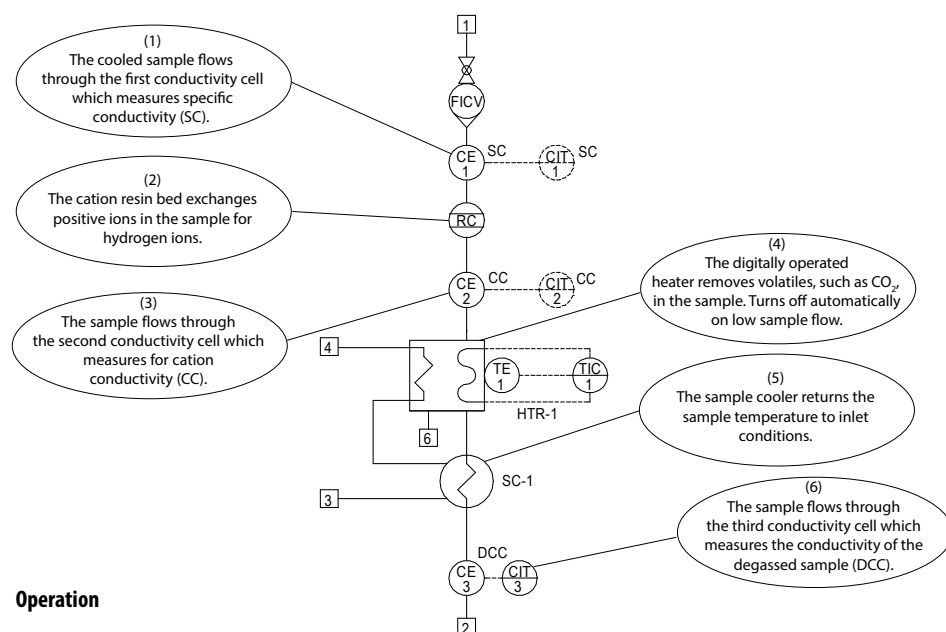 1
(1)
The cooled sample flows
through the first conductivity cell
which measures specific
conductivity (SC).
FICV
CE
1
SC
CIT
1
SC
(2)
The cation resin bed exchanges
positive ions in the sample for
hydrogen ions.
RC
(4)
The digitally operated
heater removes volatiles, such as CO2,
in the sample. Turns off automatically
on low sample flow.
CE
2
CC
CIT
2
CC
(3)
The sample flows through
the second conductivity cell which
measures for cation
conductivity (CC).
4
TE
1
TIC
1
HTR-1
6
(5)
The sample cooler returns the
sample temperature to inlet
conditions.
SC-1
3
(6)
The sample flows through
the third conductivity cell which
measures the conductivity of the
degassed sample (DCC).
DCC
CE
3
CIT
3
Operation
2